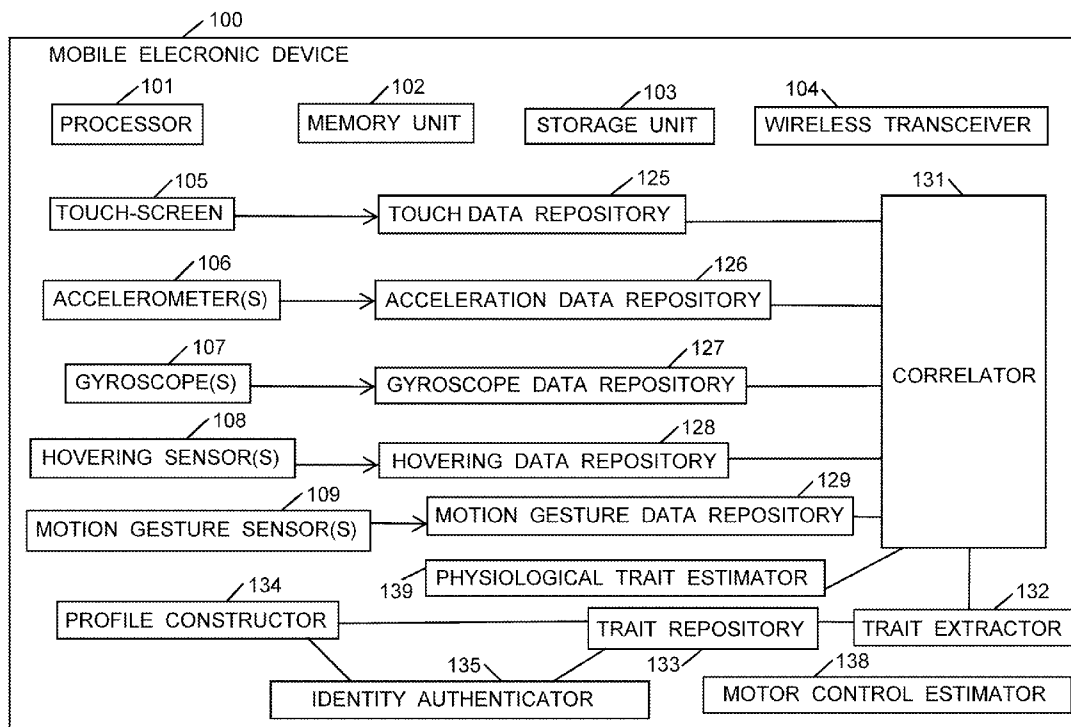 100
MOBILE ELECRONIC DEVICE
101
PROCESSOR
102
MEMORY UNIT
103
STORAGE UNIT
104
WIRELESS TRANSCEIVER
105
TOUCH-SCREEN
125
TOUCH DATA REPOSITORY
131
CORRELATOR
106
ACCELEROMETER(S)
126
ACCELERATION DATA REPOSITORY
107
GYROSCOPE(S)
127
GYROSCOPE DATA REPOSITORY
108
HOVERING SENSOR(S)
128
HOVERING DATA REPOSITORY
109
MOTION GESTURE SENSOR(S)
129
MOTION GESTURE DATA REPOSITORY
139
PHYSIOLOGICAL TRAIT ESTIMATOR
134
PROFILE CONSTRUCTOR
TRAIT REPOSITORY
133
132
TRAIT EXTRACTOR
135
IDENTITY AUTHENTICATOR
138
MOTOR CONTROL ESTIMATOR